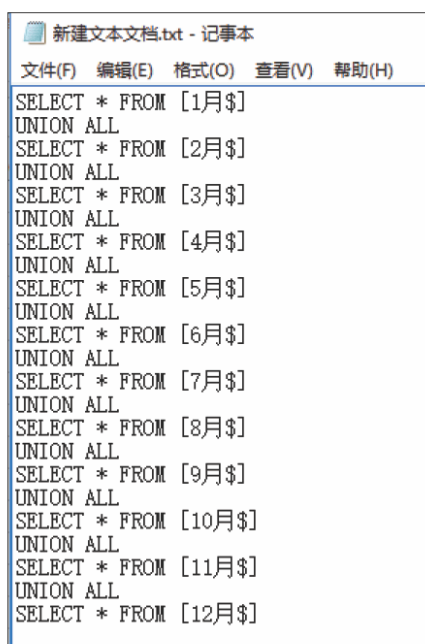 新建文本文档.txt - 记事本
文件(F) 编辑(E) 格式(O) 查看(V) 帮助(H)
SELECT * FROM [1月$]
UNION ALL
SELECT * FROM [2月$]
UNION ALL
SELECT * FROM [3月$]
UNION ALL
SELECT * FROM [4月$]
UNION ALL
SELECT * FROM [5月$]
UNION ALL
SELECT * FROM [6月$]
UNION ALL
SELECT * FROM [7月$]
UNION ALL
SELECT * FROM [8月$]
UNION ALL
SELECT * FROM [9月$]
UNION ALL
SELECT * FROM [10月$]
UNION ALL
SELECT * FROM [11月$]
UNION ALL
SELECT * FROM [12月$]